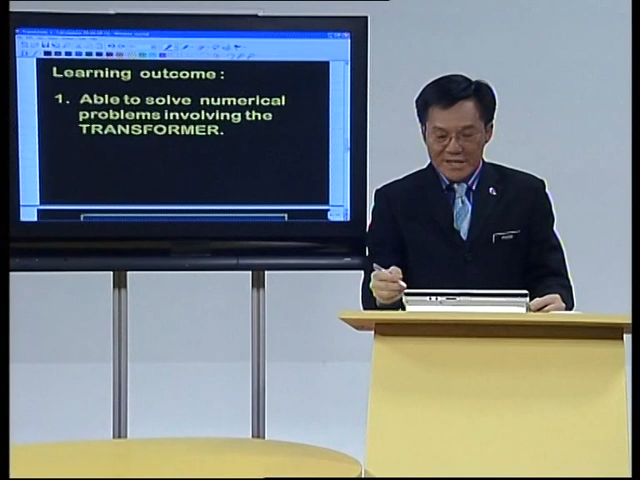 Learning outcome :
1. Able to solve numerical
problems involving the
TRANSFORMER.